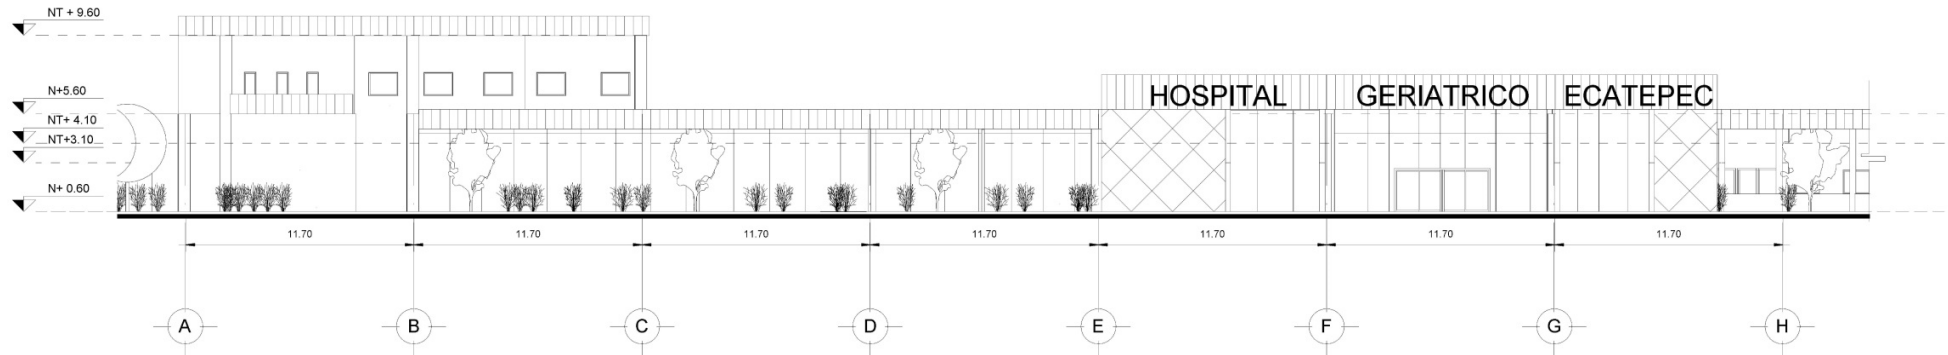 NT + 9.60
N+5.60
NT+ 4.10
NT+3.10
N+ 0.60
HOSPITAL GERIATRICO ECATEPEC
11.70 11.70 11.70 11.70 11.70 11.70 11.70
A B C D E F G H